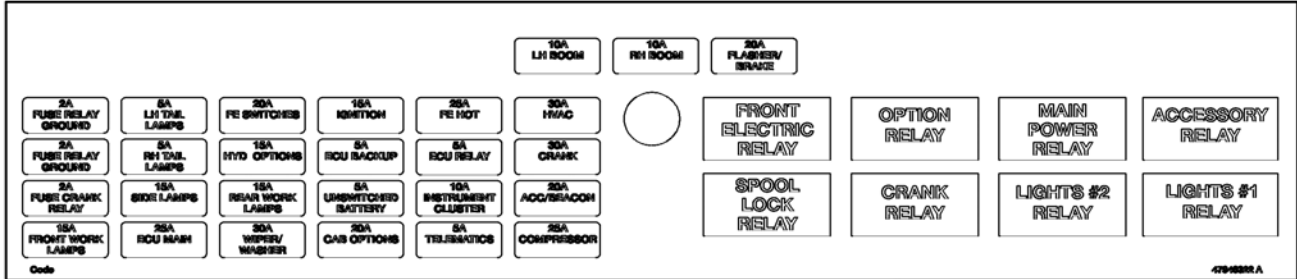 10A
LH BOOM
10A
RH BOOM
20A
FLASHER/
BRAKE
2A
FUSE RELAY
GROUND
5A
LH TAIL
LAMPS
20A
FE SWITCHES
15A
IGNITION
25A
FE HOT
30A
HVAC
2A
FUSE RELAY
GROUND
5A
RH TAIL
LAMPS
15A
HYD OPTIONS
5A
ECU BACKUP
5A
ECU RELAY
30A
CRANK
2A
FUSE CRANK
RELAY
15A
SIDE LAMPS
15A
REAR WORK
LAMPS
5A
UNSWITCHED
BATTERY
10A
INSTRUMENT
CLUSTER
20A
ACC/BEACON
15A
FRONT WORK
LAMPS
25A
ECU MAIN
30A
WIPER/
WASHER
20A
CAB OPTIONS
5A
TELEMATICS
25A
COMPRESSOR
FRONT
ELECTRIC
RELAY
OPTION
RELAY
MAIN
POWER
RELAY
ACCESSORY
RELAY
SPOOL
LOCK
RELAY
CRANK
RELAY
LIGHTS #2
RELAY
LIGHTS #1
RELAY
Code